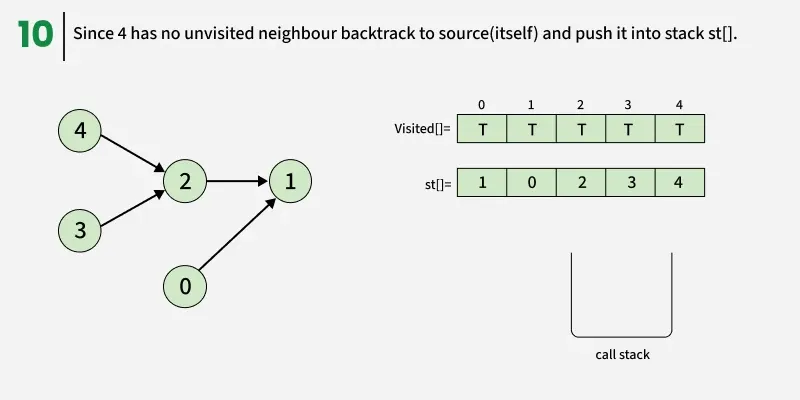 10
Since 4 has no unvisited neighbour backtrack to source(itself) and push it into stack st[].
0 1 2 3 4
Visited[]= T T T T T
st[]= 1 0 2 3 4
4
2 1
3
0
call stack